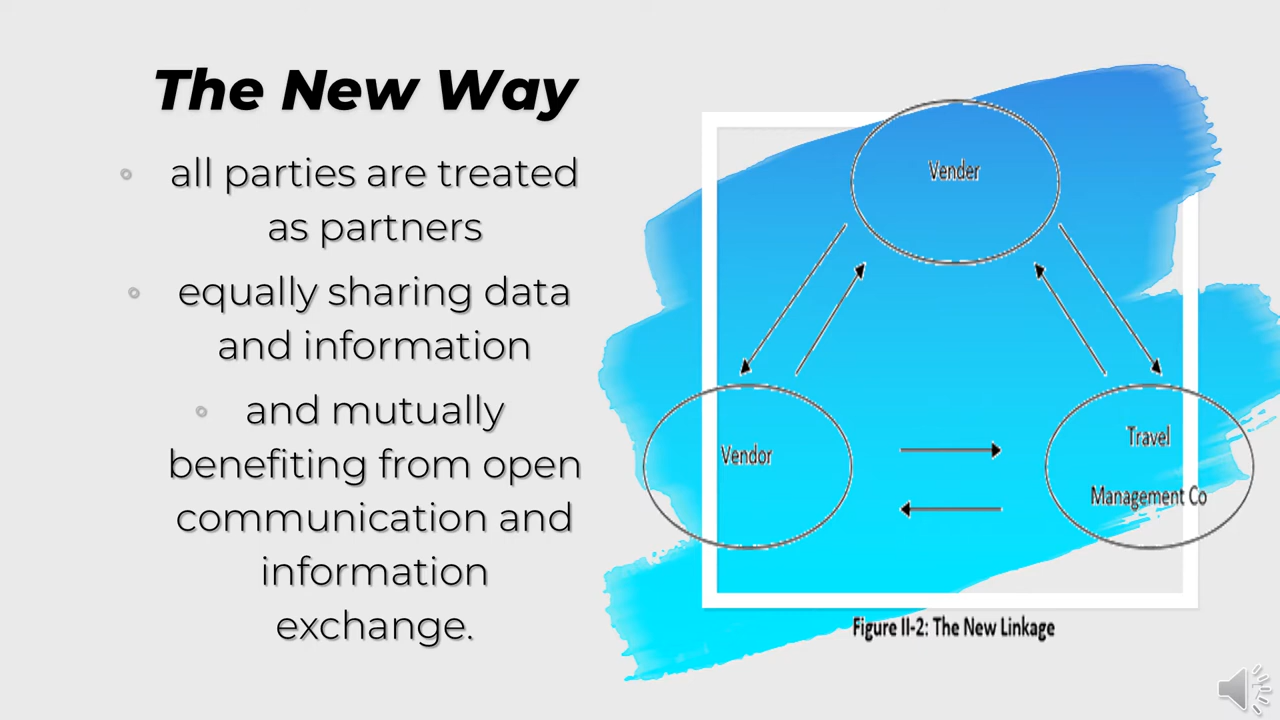 The New Way
all parties are treated
as partners
equally sharing data
and information
and mutually
benefiting from open
communication and
information
exchange.
Vender
Vendor
Travel
Management Co
Figure II-2: The New Linkage